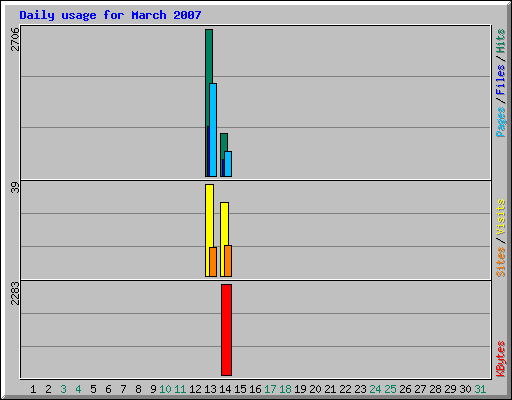 Daily usage for March 2007
2706
39
2283
Pages / Files / Hits
Sites / Visits
KBytes
1 2 3 4 5 6 7 8 9 10 11 12 13 14 15 16 17 18 19 20 21 22 23 24 25 26 27 28 29 30 31